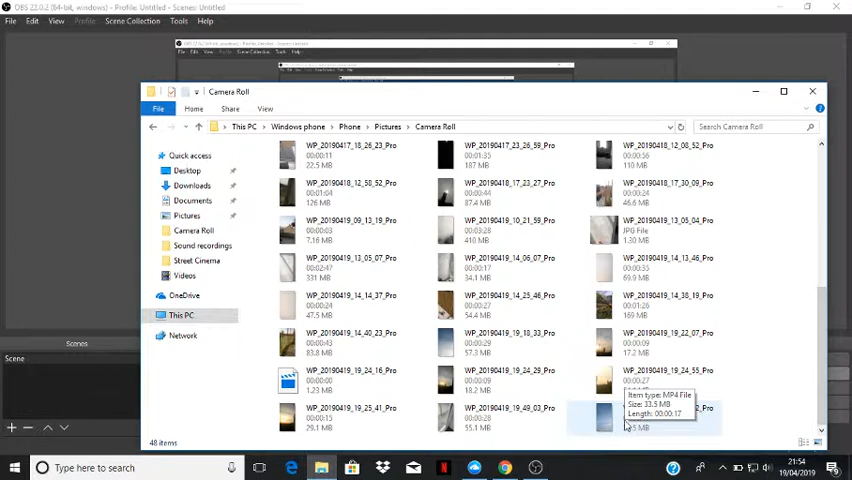 OBS 22.0.2 (64-bit, windows) - Profile: Untitled - Scenes: Untitled
File Edit View Profile Scene Collection Tools Help
Camera Roll
File Home Share View
This PC Windows phone Phone Pictures Camera Roll
Search Camera Roll
Quick access
Desktop
Downloads
Documents
Pictures
Camera Roll
Sound recordings
Street Cinema
Videos
OneDrive
This PC
Network
WP_20190417_18_26_23_Pro
00:00:11
22.5 MB
WP_20190417_23_26_59_Pro
00:01:35
187 MB
WP_20190418_12_08_52_Pro
00:00:56
110 MB
WP_20190418_12_58_52_Pro
00:01:04
126 MB
WP_20190418_17_23_27_Pro
00:00:44
87.4 MB
WP_20190418_17_30_09_Pro
00:00:24
46.6 MB
WP_20190419_09_13_19_Pro
00:00:03
7.16 MB
WP_20190419_10_21_59_Pro
00:03:28
410 MB
WP_20190419_13_05_04_Pro
JPG File
1.30 MB
WP_20190419_13_05_07_Pro
00:02:47
331 MB
WP_20190419_14_06_07_Pro
00:00:17
34.1 MB
WP_20190419_14_13_46_Pro
00:00:35
69.9 MB
WP_20190419_14_14_37_Pro
00:00:24
47.5 MB
WP_20190419_14_25_46_Pro
00:00:27
54.4 MB
WP_20190419_14_38_19_Pro
00:01:26
169 MB
WP_20190419_14_40_23_Pro
00:00:43
83.8 MB
WP_20190419_19_18_33_Pro
00:00:29
57.3 MB
WP_20190419_19_22_07_Pro
00:00:09
17.2 MB
WP_20190419_19_24_16_Pro
00:00:00
1.23 MB
WP_20190419_19_24_29_Pro
00:00:09
18.2 MB
WP_20190419_19_24_55_Pro
00:00:27
WP_20190419_19_25_41_Pro
00:00:15
29.1 MB
WP_20190419_19_49_03_Pro
00:00:28
55.1 MB
Item type: MP4 File
Size: 33.5 MB
Length: 00:00:17
48 items
Scenes
Scene
Type here to search
21:54
19/04/2019